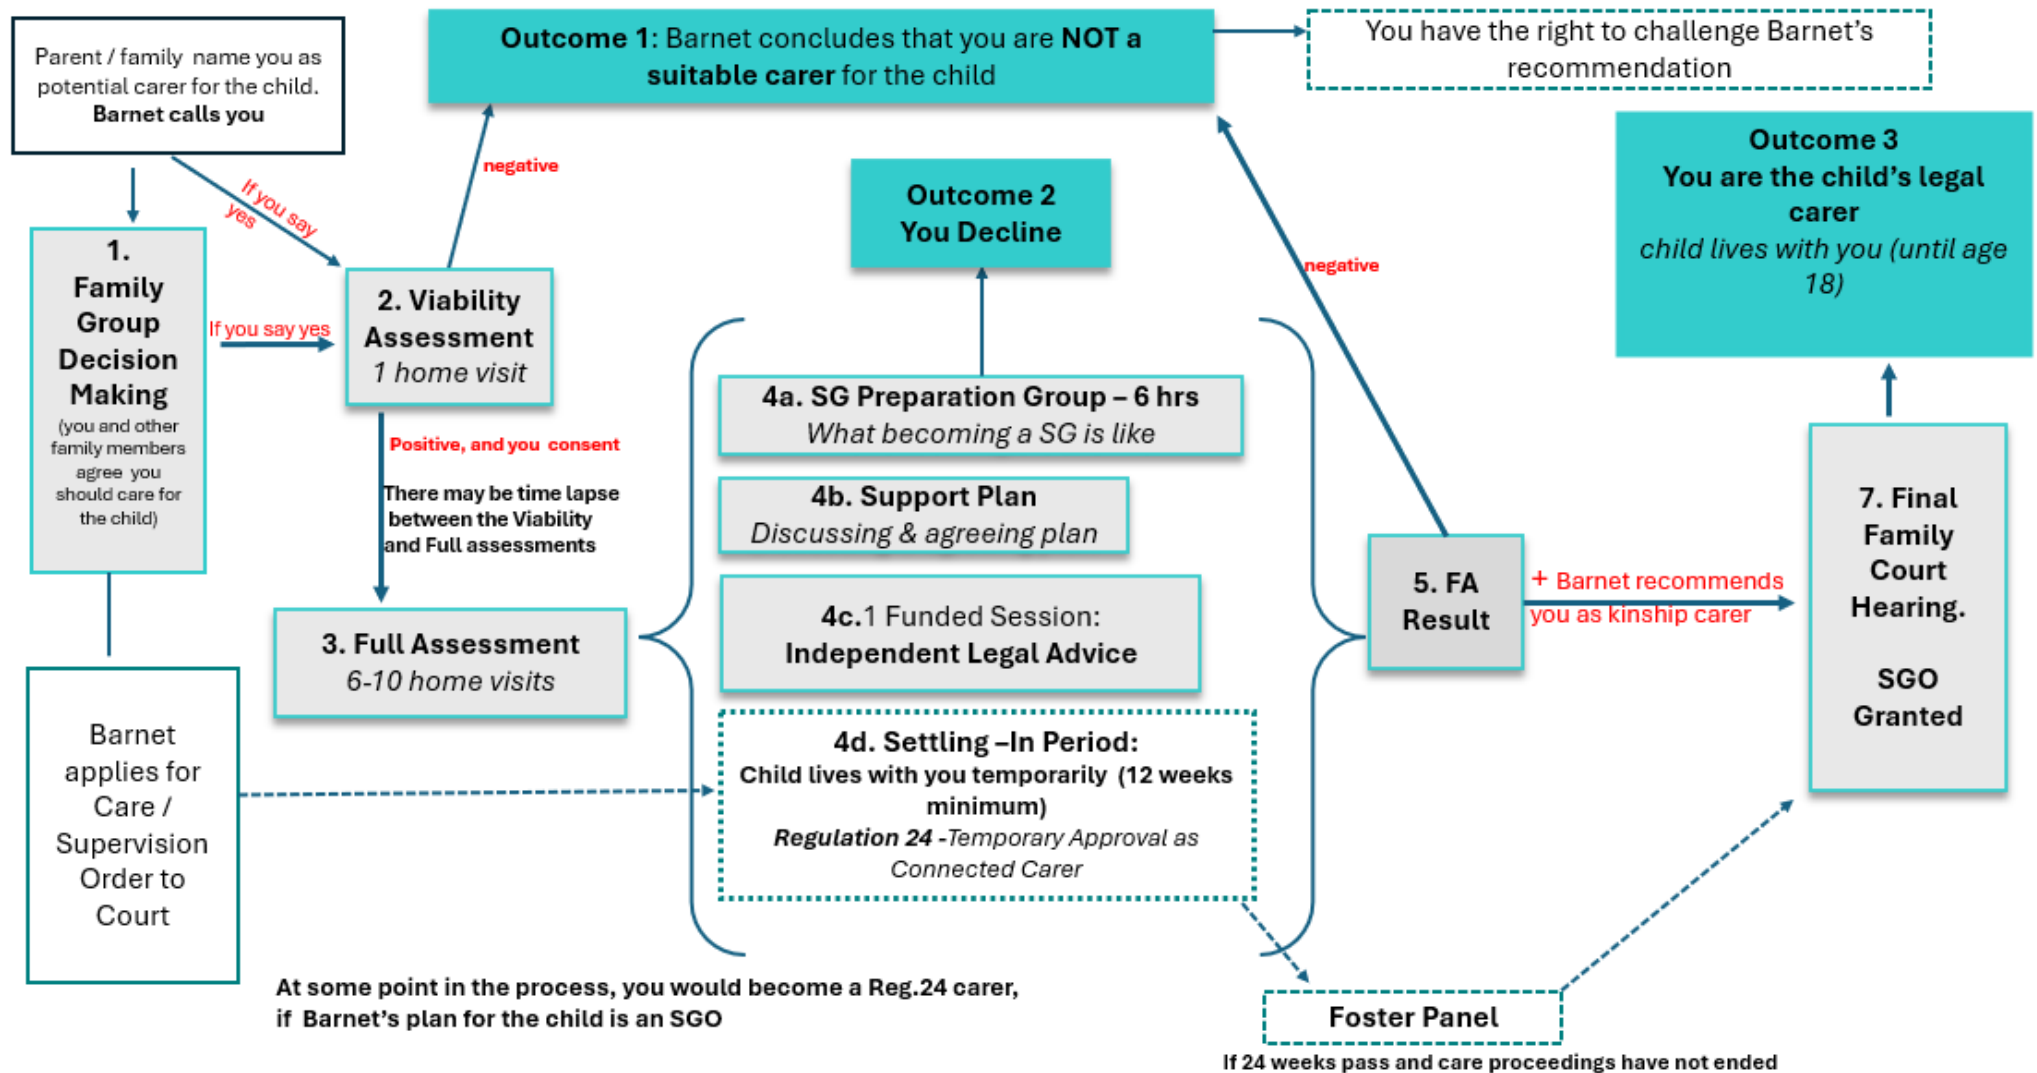 Parent / family name you as
potential carer for the child.
Barnet calls you
Outcome 1: Barnet concludes that you are NOT a
suitable carer for the child
You have the right to challenge Barnet's
recommendation
If you say
yes
negative
Outcome 2
You Decline
Outcome 3
You are the child's legal
carer
child lives with you (until age
18)
1.
Family
Group
Decision
Making
(you and other
family members
agree you
should care for
the child)
If you say yes
2. Viability
Assessment
1 home visit
negative
Positive, and you consent
There may be time lapse
between the Viability
and Full assessments
3. Full Assessment
6-10 home visits
4a. SG Preparation Group – 6 hrs
What becoming a SG is like
4b. Support Plan
Discussing & agreeing plan
4c.1 Funded Session:
Independent Legal Advice
4d. Settling –In Period:
Child lives with you temporarily (12 weeks
minimum)
Regulation 24 -Temporary Approval as
Connected Carer
5. FA
Result
+ Barnet recommends
you as kinship carer
7. Final
Family
Court
Hearing.
SGO
Granted
Barnet
applies for
Care /
Supervision
Order to
Court
At some point in the process, you would become a Reg.24 carer,
if Barnet's plan for the child is an SGO
Foster Panel
If 24 weeks pass and care proceedings have not ended